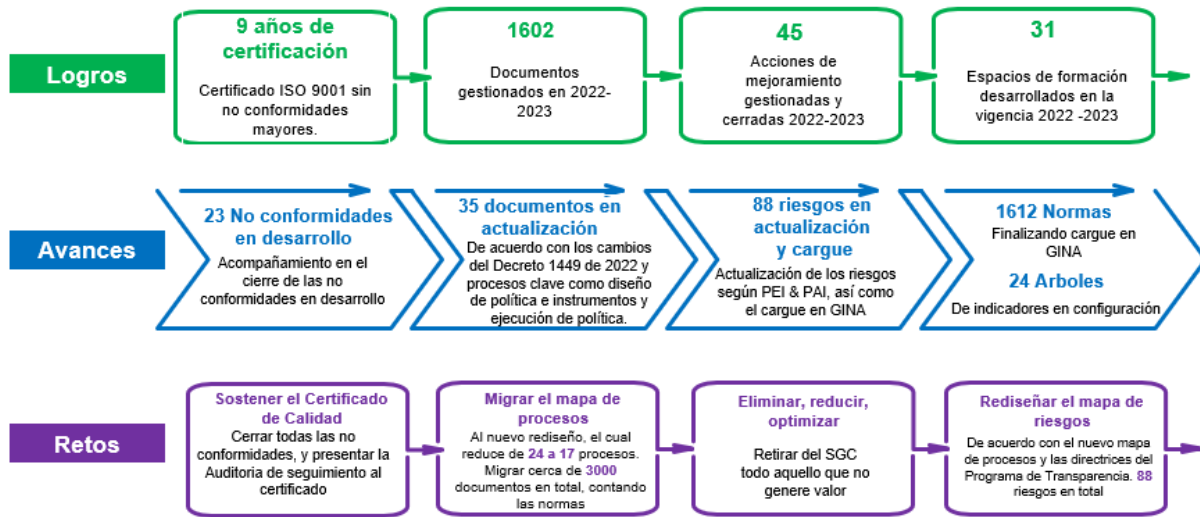 Logros
9 años de
certificación
Certificado ISO 9001 sin
no conformidades
mayores.
1602
Documentos
gestionados en 2022-
2023
45
Acciones de
mejoramiento
gestionadas y
cerradas 2022-2023
31
Espacios de formación
desarrollados en la
vigencia 2022 -2023
Avances
23 No conformidades
en desarrollo
Acompañamiento en el
cierre de las no
conformidades en desarrollo
35 documentos en
actualización
De acuerdo con los cambios
del Decreto 1449 de 2022 y
procesos clave como diseño
de política e instrumentos y
ejecución de política.
88 riesgos en
actualización
y cargue
Actualización de los riesgos
según PEI & PAI, así como
el cargue en GINA
1612 Normas
Finalizando cargue en
GINA
24 Arboles
De indicadores en configuración
Retos
Sostener el Certificado
de Calidad
Cerrar todas las no
conformidades, y presentar la
Auditoria de seguimiento al
certificado
Migrar el mapa de
procesos
Al nuevo rediseño, el cual
reduce de 24 a 17 procesos.
Migrar cerca de 3000
documentos en total, contando
las normas
Eliminar, reducir,
optimizar
Retirar del SGC
todo aquello que no
genere valor
Rediseñar el mapa de
riesgos
De acuerdo con el nuevo mapa
de procesos y las directrices del
Programa de Transparencia. 88
riesgos en total